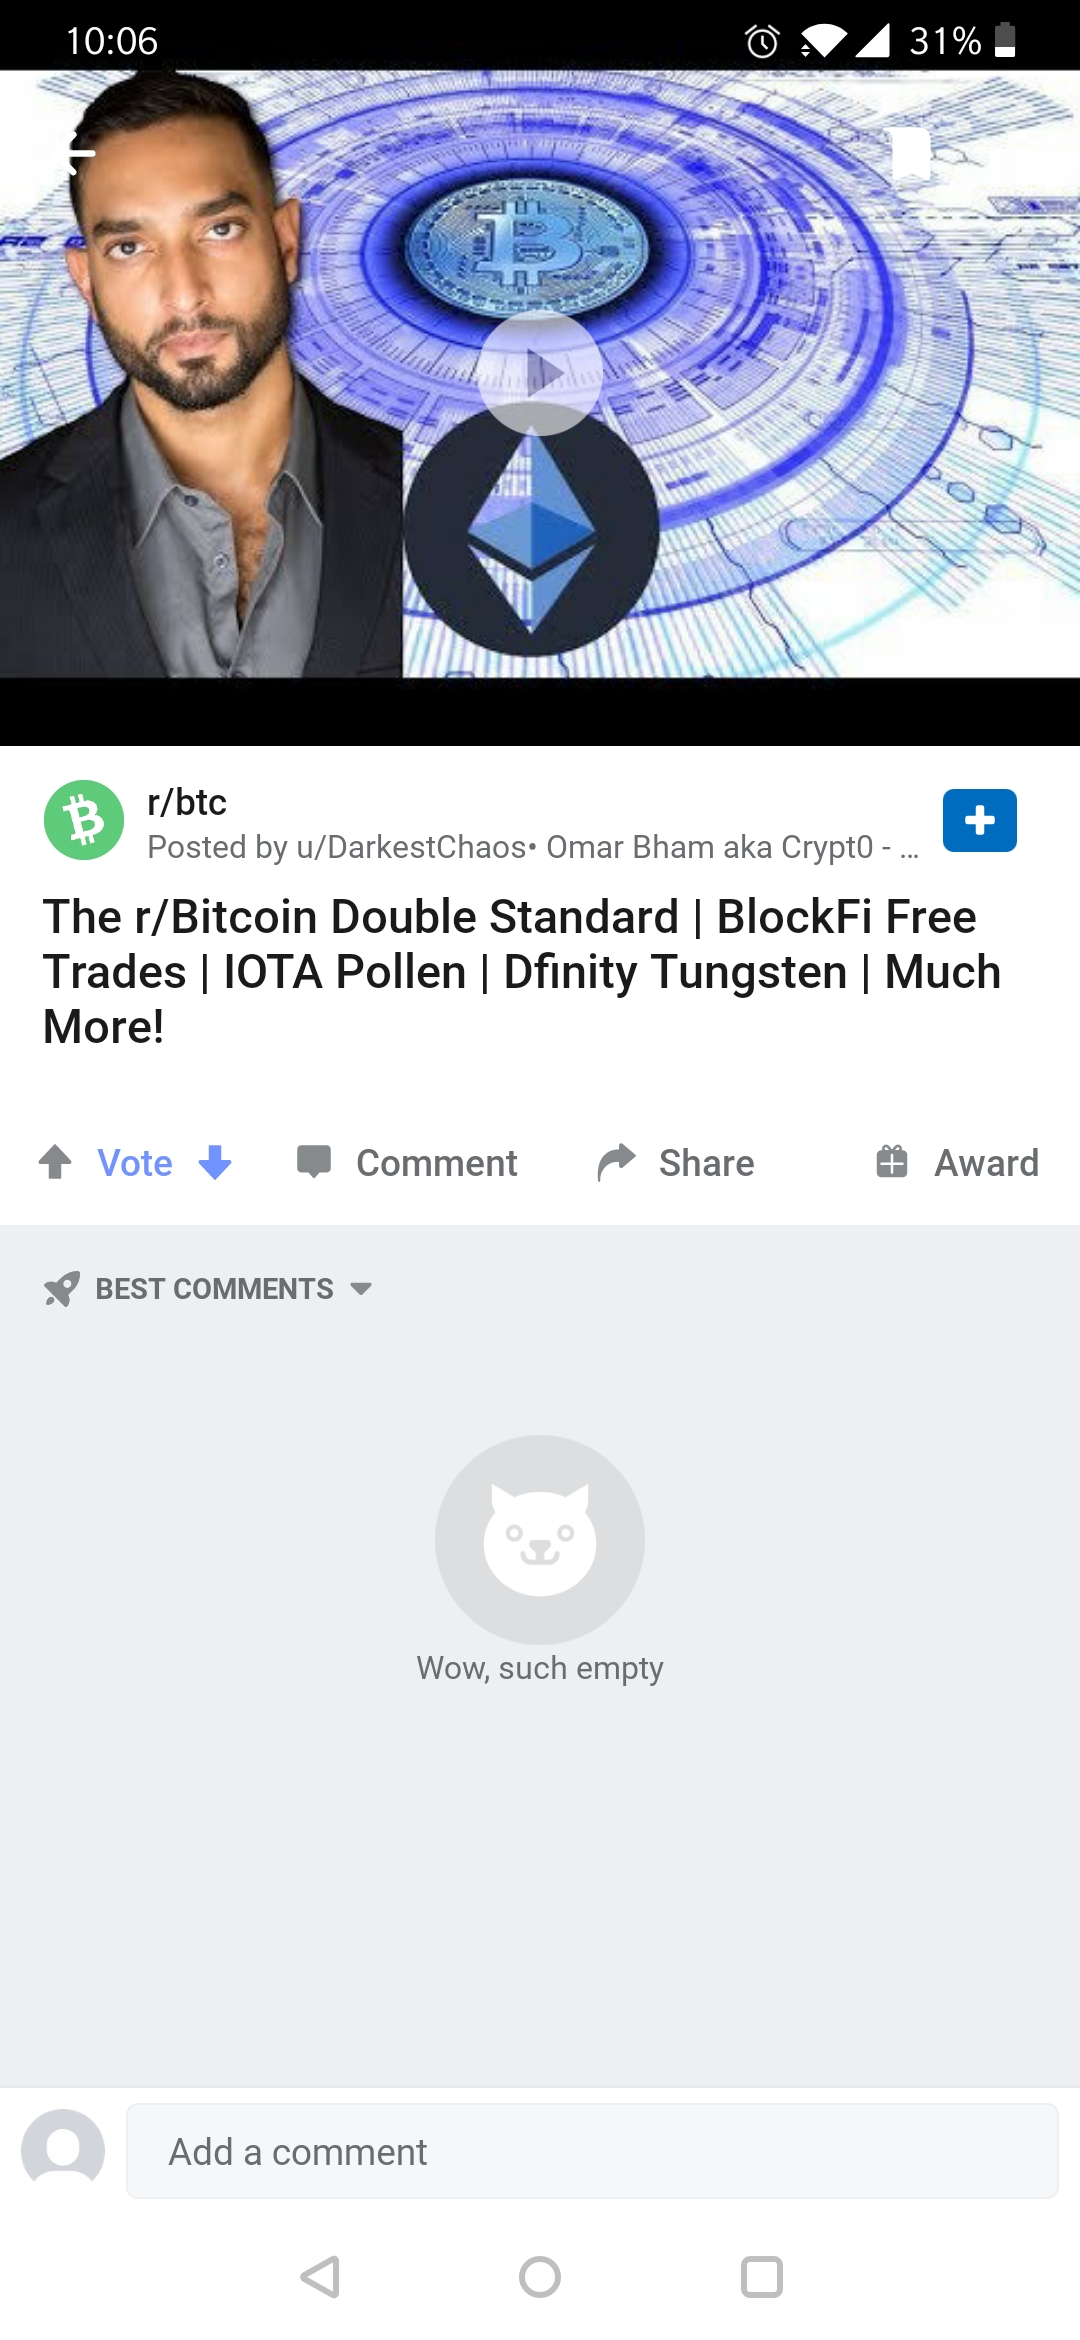 10:06
31%
r/btc
Posted by u/DarkestChaos• Omar Bham aka Crypt0 - ...
The r/Bitcoin Double Standard | BlockFi Free
Trades | IOTA Pollen | Dfinity Tungsten | Much
More!
Vote
Comment
Share
Award
BEST COMMENTS
Wow, such empty
Add a comment